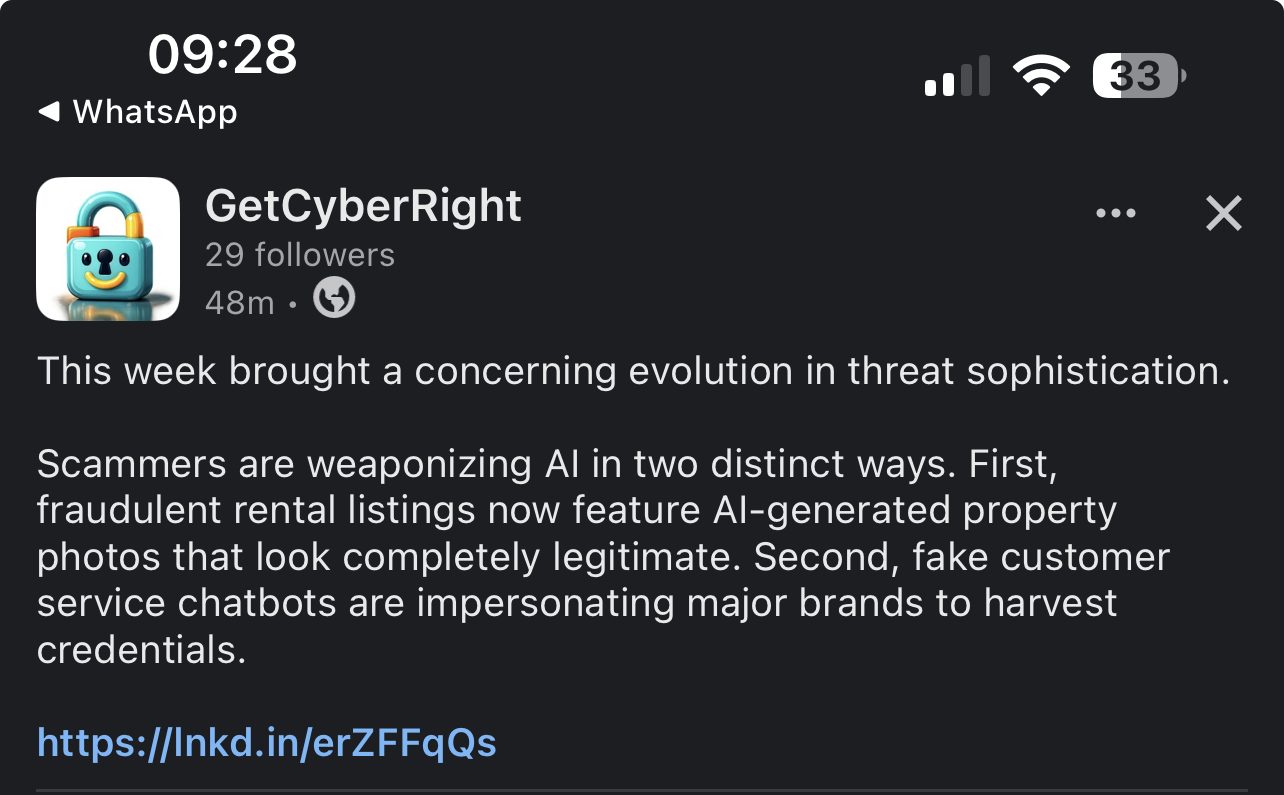 09:28
◀ WhatsApp
33
GetCyberRight
29 followers
48m •
This week brought a concerning evolution in threat sophistication.
Scammers are weaponizing AI in two distinct ways. First,
fraudulent rental listings now feature AI-generated property
photos that look completely legitimate. Second, fake customer
service chatbots are impersonating major brands to harvest
credentials.
https://lnkd.in/erZFFqQs